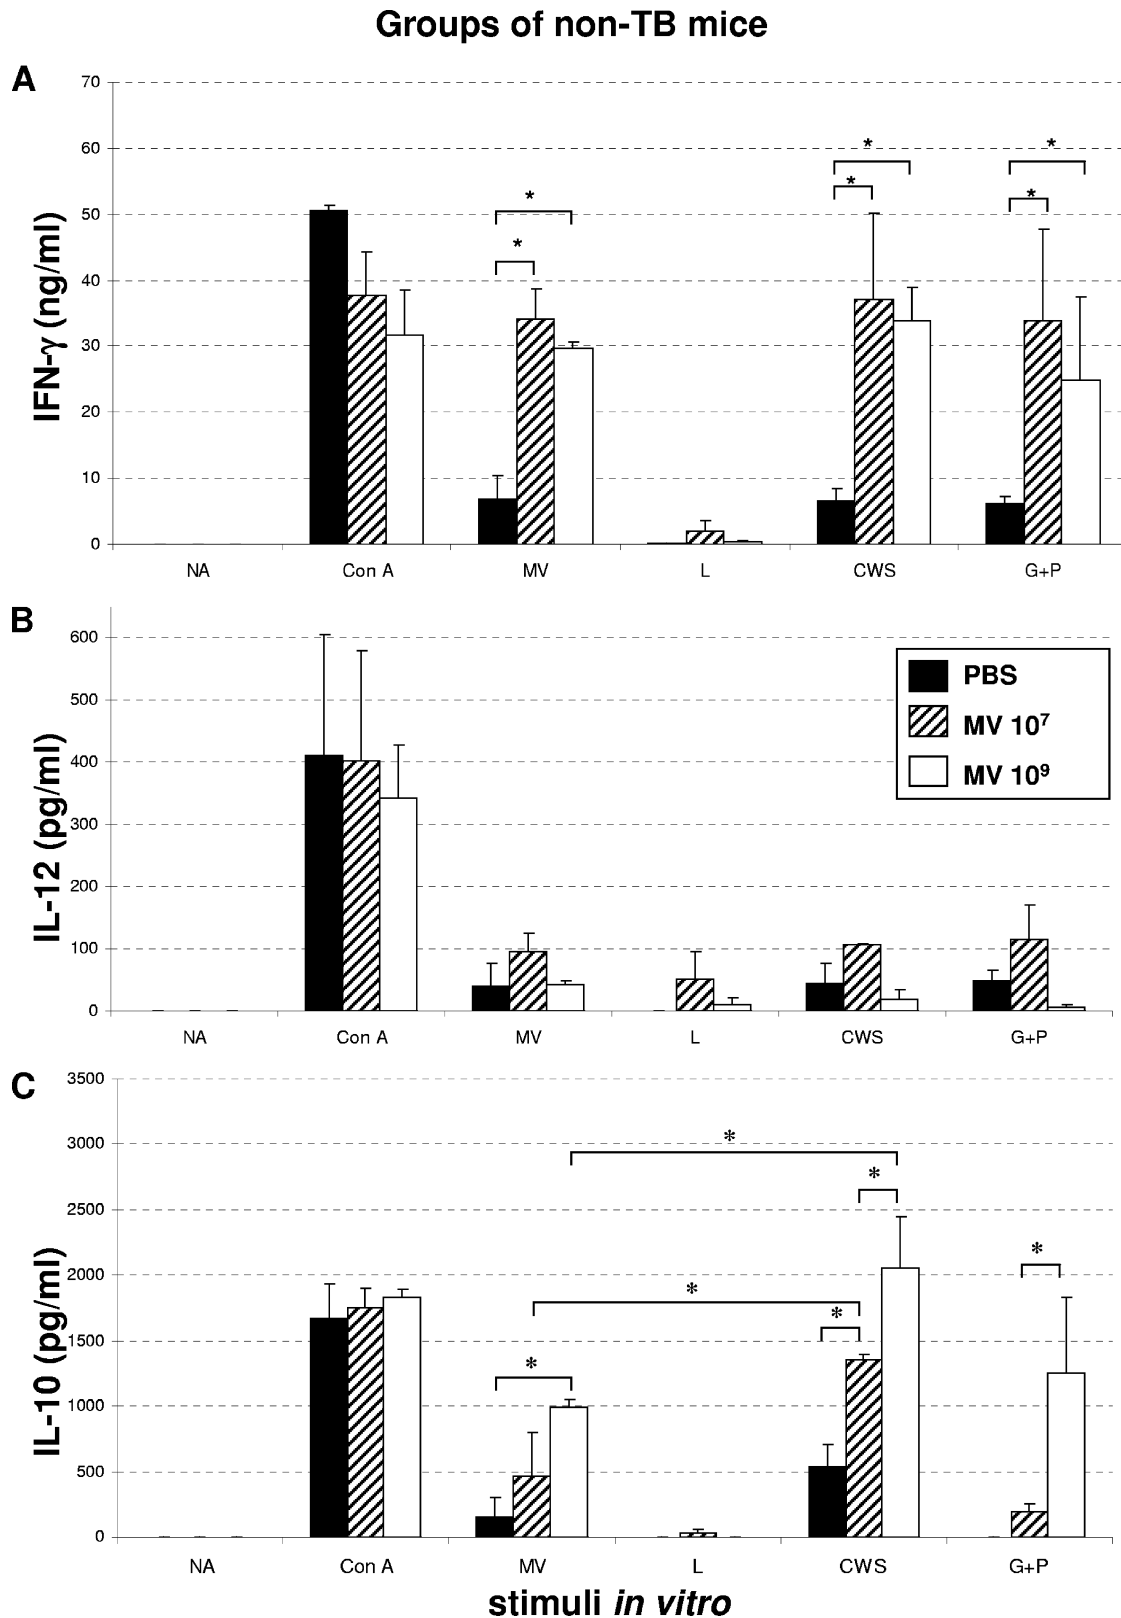 Groups of non-TB mice
A
IFN-γ (ng/ml)
70
60
50
40
30
20
10
0
* * * * * *
NA Con A MV L CWS G+P
B
IL-12 (pg/ml)
600
500
400
300
200
100
0
PBS
MV 10⁷
MV 10⁹
NA Con A MV L CWS G+P
C
IL-10 (pg/ml)
3500
3000
2500
2000
1500
1000
500
0
* * * * * *
NA Con A MV L CWS G+P
stimuli in vitro